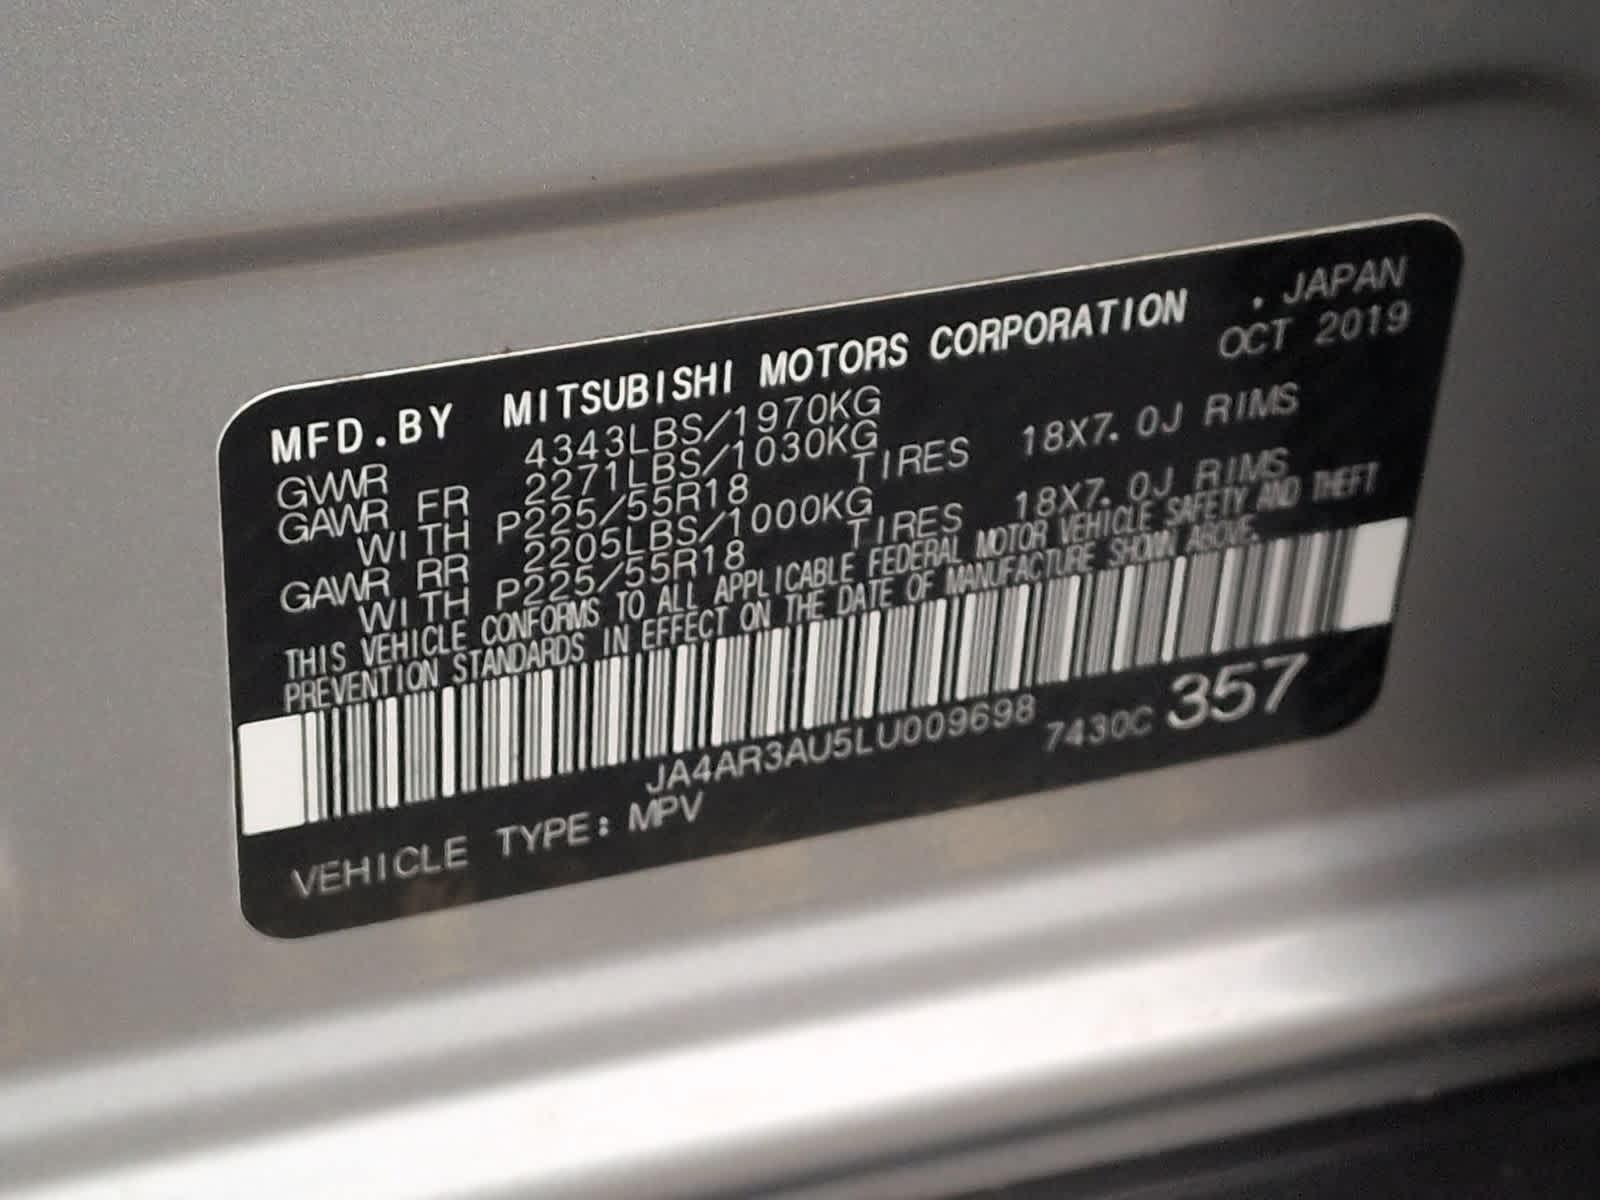 MFD.BY MITSUBISHI MOTORS CORPORATION . JAPAN
OCT 2019
GVWR 4343LBS/1970KG
GAWR FR 2271LBS/1030KG
WITH P225/55R18 TIRES 18X7.0J RIMS
GAWR RR 2205LBS/1000KG
WITH P225/55R18 TIRES 18X7.0J RIMS
THIS VEHICLE CONFORMS TO ALL APPLICABLE FEDERAL MOTOR VEHICLE SAFETY AND THEFT
PREVENTION STANDARDS IN EFFECT ON THE DATE OF MANUFACTURE SHOWN ABOVE.
JA4AR3AU5LU009698 7430C 357
VEHICLE TYPE: MPV